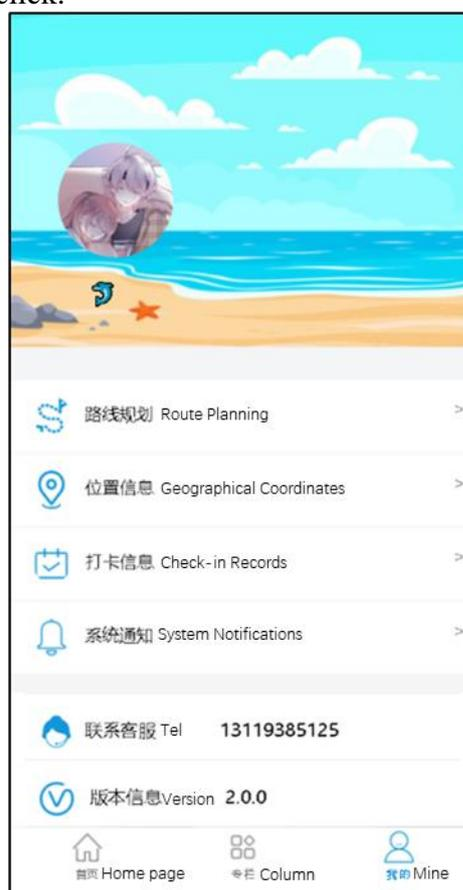 click.
路线规划 Route Planning >
位置信息 Geographical Coordinates >
打卡信息 Check-in Records >
系统通知 System Notifications >
联系客服 Tel 13119385125
版本信息Version 2.0.0
首页 Home page 专栏 Column 我的 Mine